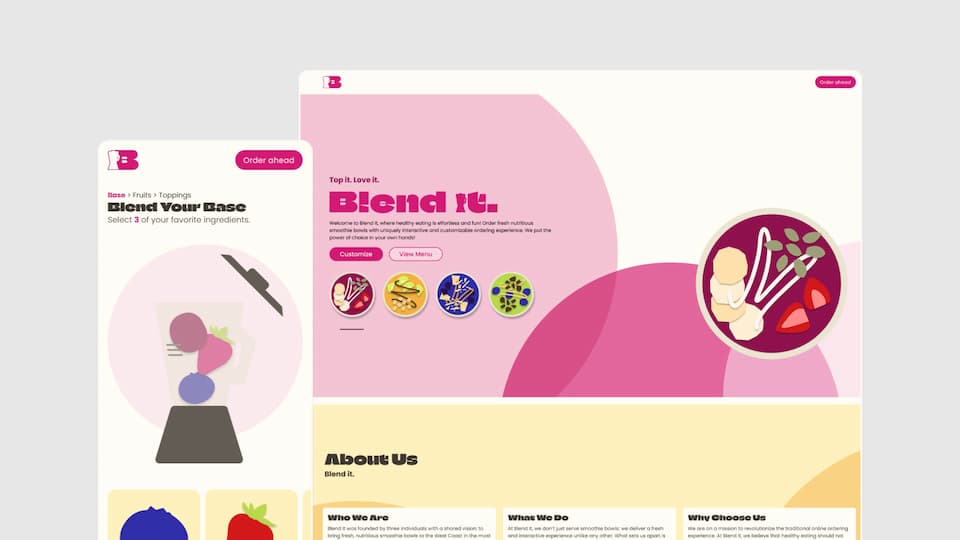 B
Order ahead
Base > Fruits > Toppings
Blend Your Base
Select 3 of your favorite ingredients.
B
Order ahead
Top it. Love it.
Blend It.
Welcome to Blend it, where healthy eating is effortless and fun! Order fresh nutritious
smoothie bowls with uniquely interactive and customizable ordering experience. We put the
power of choice in your own hands!
Customize
View Menu
About Us
Blend it.
Who We Are
Blend it was founded by three individuals with a shared vision: to
bring fresh, nutritious smoothie bowls to the West Coast in the most
What We Do
At Blend it, we don't just serve smoothie bowls; we deliver a fresh
and interactive experience unlike any other. What sets us apart is
Why Choose Us
We are on a mission to revolutionize the traditional online ordering
experience. At Blend it, we believe that healthy eating should not